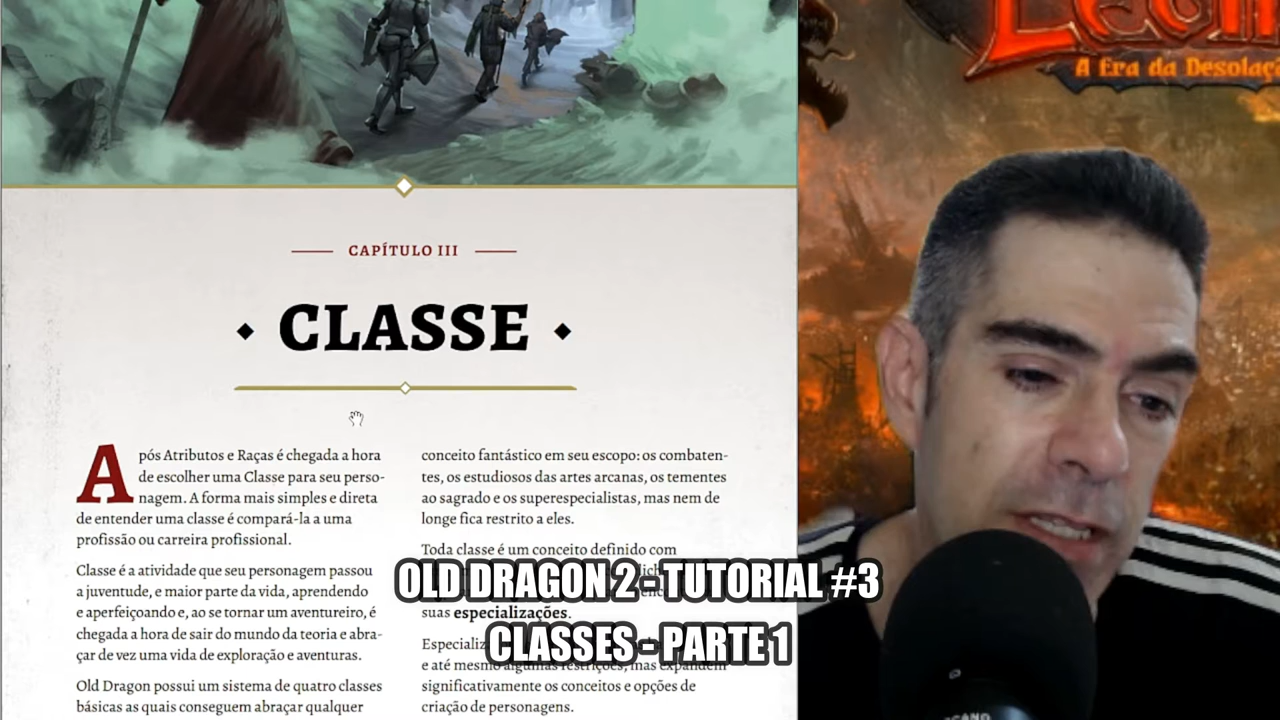 A Era da Desolaç
CAPÍTULO III
CLASSE
Após Atributos e Raças é chegada a hora
de escolher uma Classe para seu perso-
nagem. A forma mais simples e direta
de entender uma classe é compará-la a uma
profissão ou carreira profissional.
Classe é a atividade que seu personagem passou
a juventude, e maior parte da vida, aprendendo
e aperfeiçoando e, ao se tornar um aventureiro, é
chegada a hora de sair do mundo da teoria e abra-
çar de vez uma vida de exploração e aventuras.
Old Dragon possui um sistema de quatro classes
básicas as quais conseguem abraçar qualquer
conceito fantástico em seu escopo: os combaten-
tes, os estudiosos das artes arcanas, os tementes
ao sagrado e os superespecialistas, mas nem de
longe fica restrito a eles.
Toda classe é um conceito definido com
suas especializações.
e até mesmo algumas restrições, mas expandem
significativamente os conceitos e opções de
criação de personagens.
OLD DRAGON 2 - TUTORIAL #3
CLASSES - PARTE 1